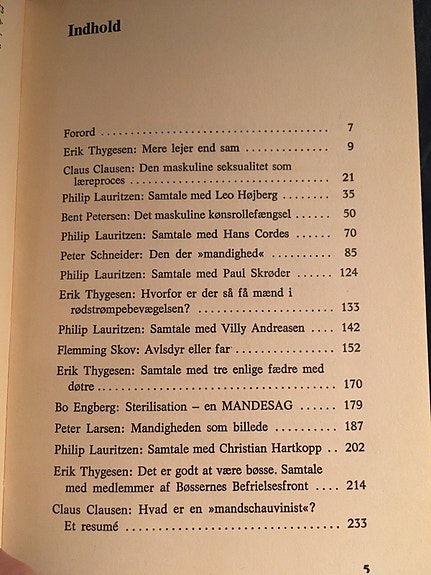 Indhold
Forord . . . . . . . . . . . . . . . . . . . . . . . . . . . . . . . . . . . 7
Erik Thygesen: Mere lejer end sam . . . . . . . . . . . . . . . . 9
Claus Clausen: Den maskuline seksualitet som
læreproces . . . . . . . . . . . . . . . . . . . . . . . . . . . . . . . 21
Philip Lauritzen: Samtale med Leo Højberg . . . . . . . . 35
Bent Petersen: Det maskuline kønsrollefængsel . . . . . . 50
Philip Lauritzen: Samtale med Hans Cordes . . . . . . . 70
Peter Schneider: Den der »mandighed« . . . . . . . . . . . 85
Philip Lauritzen: Samtale med Paul Skrøder . . . . . . . 124
Erik Thygesen: Hvorfor er der så få mænd i
rødstrømpebevægelsen? . . . . . . . . . . . . . . . . . . . . 133
Philip Lauritzen: Samtale med Villy Andreasen . . . . 142
Flemming Skov: Avlsdyr eller far . . . . . . . . . . . . . . . 152
Erik Thygesen: Samtale med tre enlige fædre med
døtre . . . . . . . . . . . . . . . . . . . . . . . . . . . . . . . . . . . 170
Bo Engberg: Sterilisation – en MANDESAG . . . . . . 179
Peter Larsen: Mandigheden som billede . . . . . . . . . . 187
Philip Lauritzen: Samtale med Christian Hartkopp . . 202
Erik Thygesen: Det er godt at være bøsse. Samtale
med medlemmer af Bøssernes Befrielsesfront . . . . 214
Claus Clausen: Hvad er en »mandschauvinist«?
Et resumé . . . . . . . . . . . . . . . . . . . . . . . . . . . . . . . 233
5